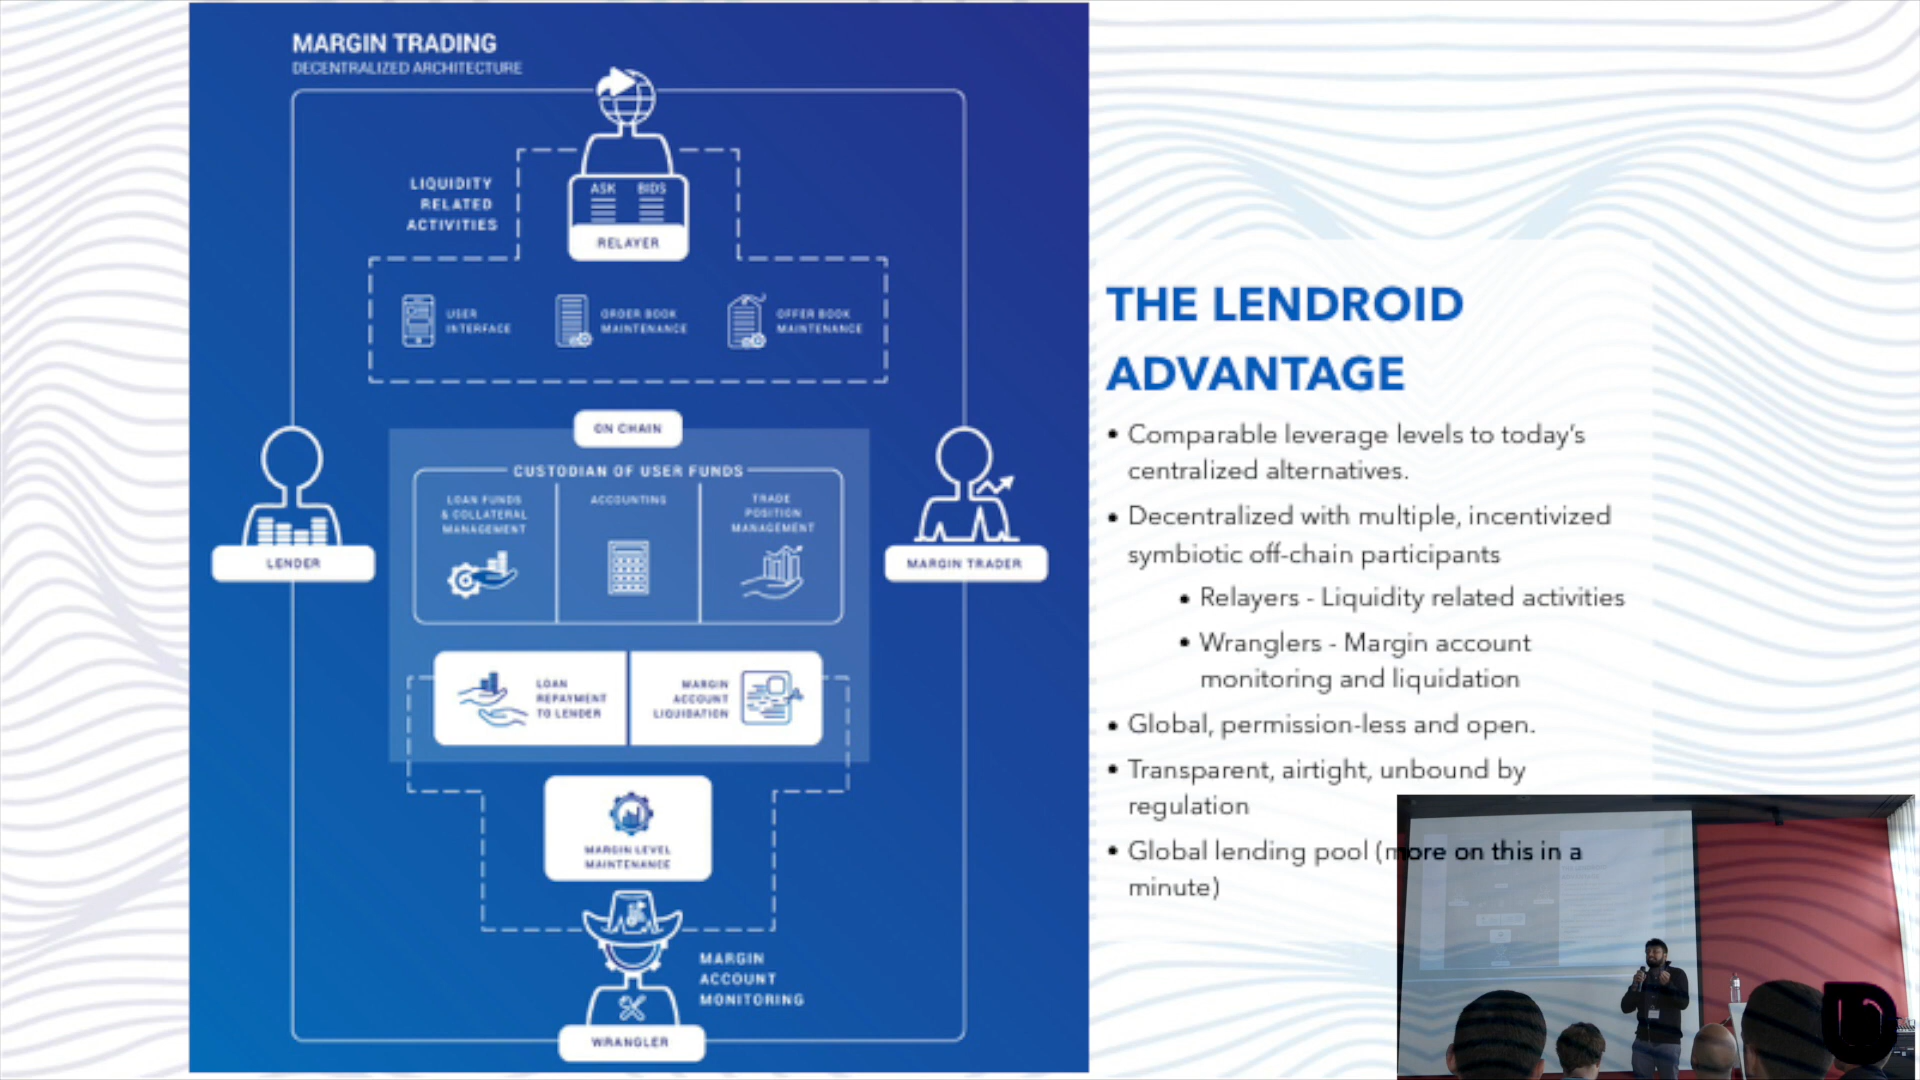 MARGIN TRADING
DECENTRALIZED ARCHITECTURE
LIQUIDITY
RELATED
ACTIVITIES
ASK BIDS
RELAYER
USER
INTERFACE
ORDER BOOK
MAINTENANCE
OFFER BOOK
MAINTENANCE
ON CHAIN
CUSTODIAN OF USER FUNDS
LOAN FUNDS
& COLLATERAL
MANAGEMENT
ACCOUNTING
TRADE
POSITION
MANAGEMENT
LENDER
MARGIN TRADER
LOAN
REPAYMENT
TO LENDER
MARGIN
ACCOUNT
LIQUIDATION
MARGIN LEVEL
MAINTENANCE
MARGIN
ACCOUNT
MONITORING
WRANGLER
THE LENDROID
ADVANTAGE
• Comparable leverage levels to today's
centralized alternatives.
• Decentralized with multiple, incentivized
symbiotic off-chain participants
• Relayers - Liquidity related activities
• Wranglers - Margin account
monitoring and liquidation
• Global, permission-less and open.
• Transparent, airtight, unbound by
regulation
• Global lending pool (more on this in a
minute)